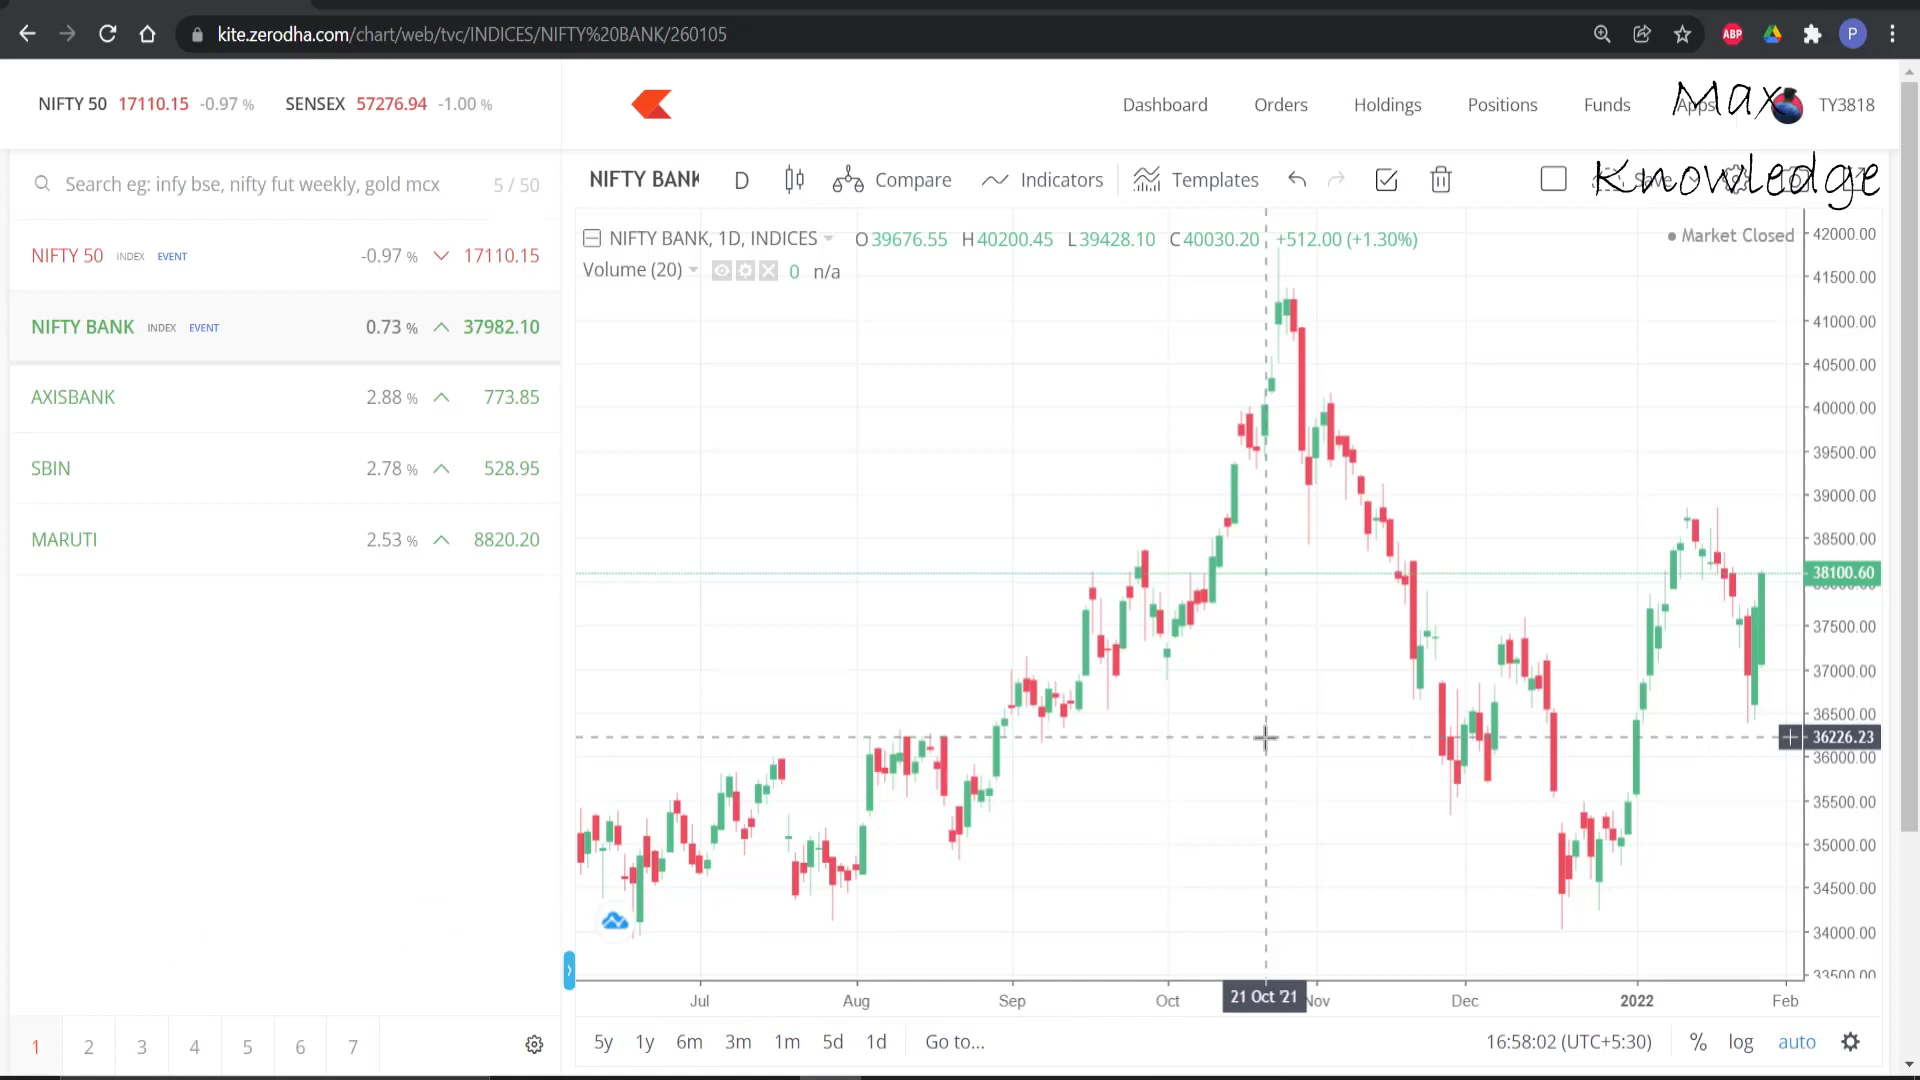 kite.zerodha.com/chart/web/tvc/INDICES/NIFTY%20BANK/260105
ABP
P
NIFTY 50 17110.15 -0.97 % SENSEX 57276.94 -1.00 %
Dashboard Orders Holdings Positions Funds Apps TY3818
Max
Knowledge
Search eg: infy bse, nifty fut weekly, gold mcx 5 / 50
NIFTY 50 INDEX EVENT -0.97 % 17110.15
NIFTY BANK INDEX EVENT 0.73 % 37982.10
AXISBANK 2.88 % 773.85
SBIN 2.78 % 528.95
MARUTI 2.53 % 8820.20
1 2 3 4 5 6 7
NIFTY BANK D Compare Indicators Templates Save
NIFTY BANK, 1D, INDICES O39676.55 H40200.45 L39428.10 C40030.20 +512.00 (+1.30%)
Market Closed
Volume (20) 0 n/a
42000.00
41500.00
41000.00
40500.00
40000.00
39500.00
39000.00
38500.00
38100.60
38000.00
37500.00
37000.00
36500.00
36226.23
36000.00
35500.00
35000.00
34500.00
34000.00
33500.00
Jul Aug Sep Oct 21 Oct '21 Nov Dec 2022 Feb
5y 1y 6m 3m 1m 5d 1d Go to... 16:58:02 (UTC+5:30) % log auto